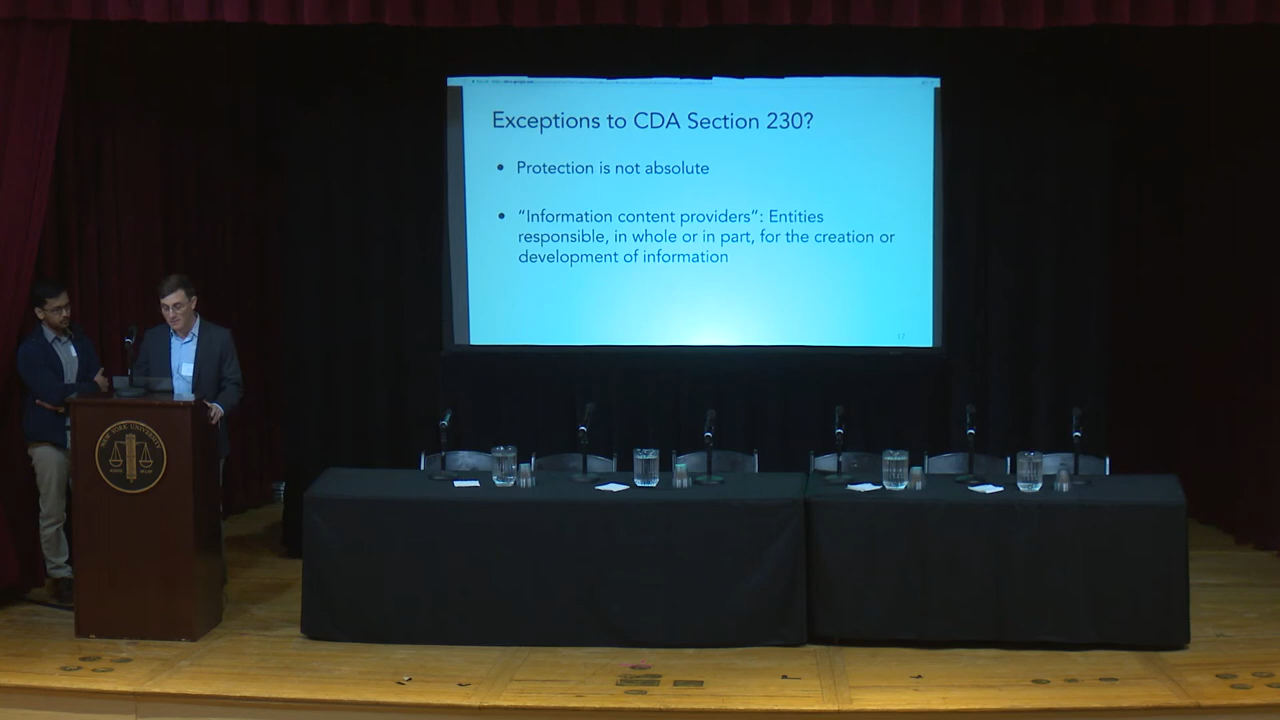 Exceptions to CDA Section 230?
• Protection is not absolute
• “Information content providers”: Entities
responsible, in whole or in part, for the creation or
development of information
17
NEW YORK UNIVERSITY